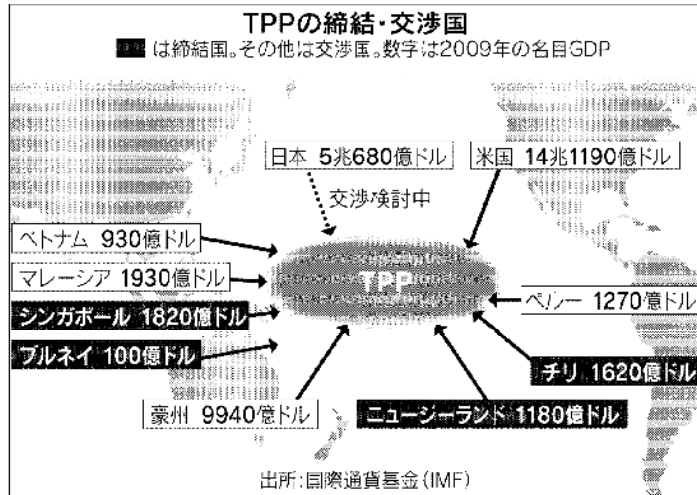 TPPの締結・交渉国
■は締結国。その他は交渉国。数字は2009年の名目GDP
日本 5兆680億ドル
米国 14兆1190億ドル
交渉検討中
ベトナム 930億ドル
マレーシア 1930億ドル
TPP
シンガポール 1820億ドル
ペルー 1270億ドル
ブルネイ 100億ドル
チリ 1620億ドル
豪州 9940億ドル
ニュージーランド 1180億ドル
出所:国際通貨基金(IMF)